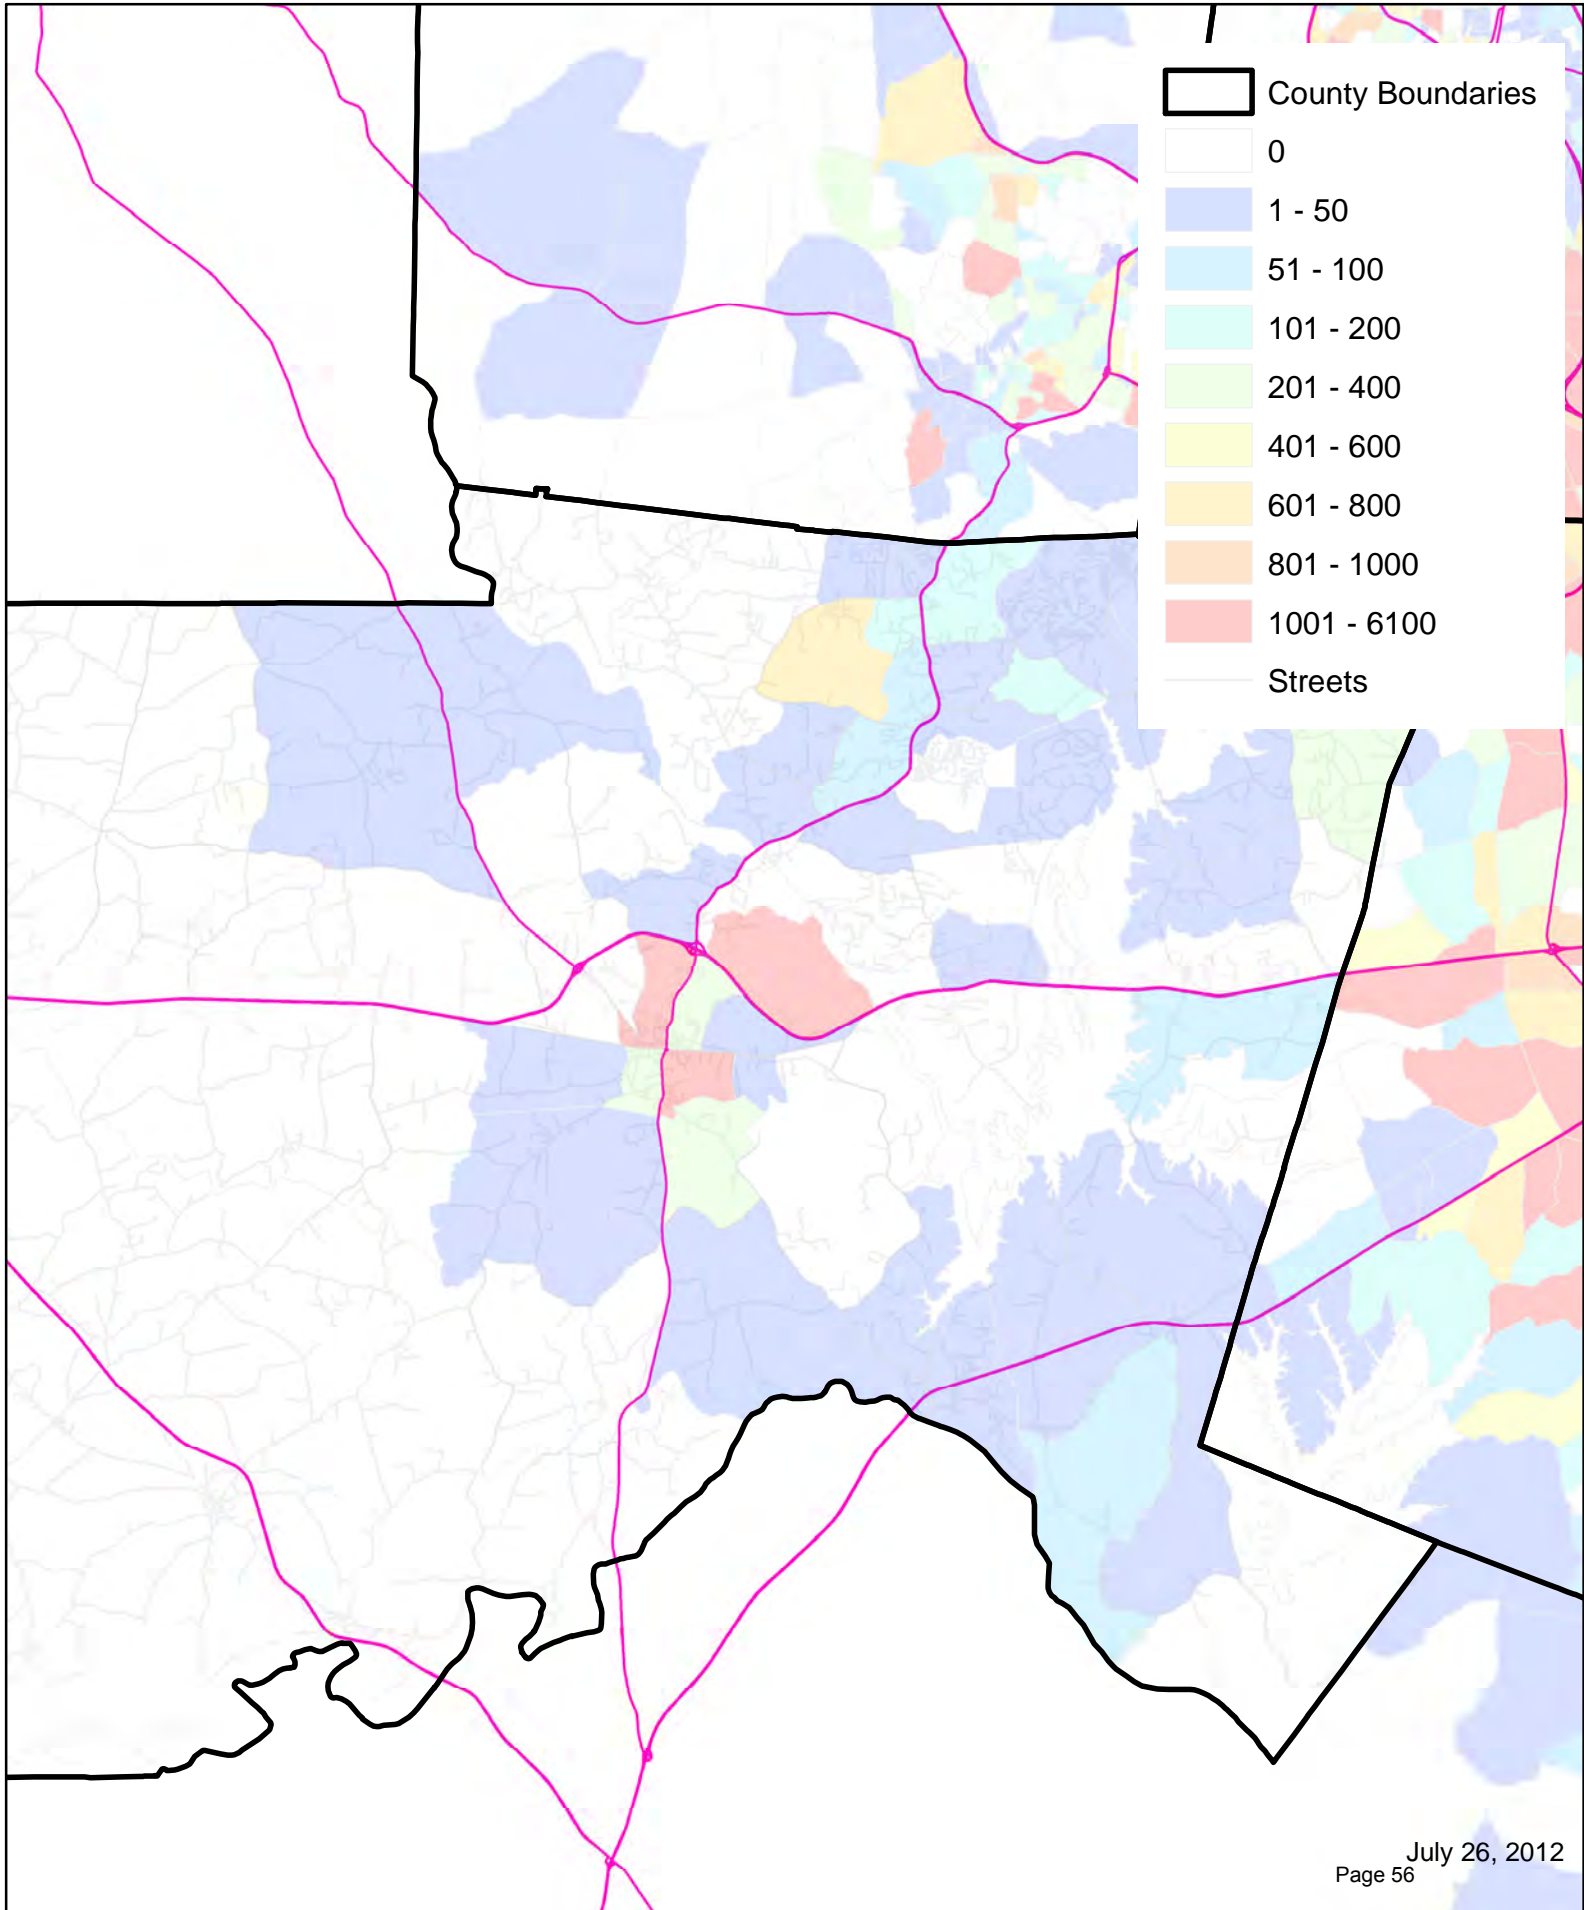 County Boundaries
0
1 - 50
51 - 100
101 - 200
201 - 400
401 - 600
601 - 800
801 - 1000
1001 - 6100
Streets
July 26, 2012
Page 56